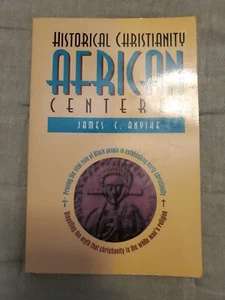 HISTORICAL CHRISTIANITY
AFRICAN
CENTERED
JAMES C. ANYIKE
Proving the vital role of Black people in establishing early Christianity
Dispelling the myth that christianity is the white man's religion